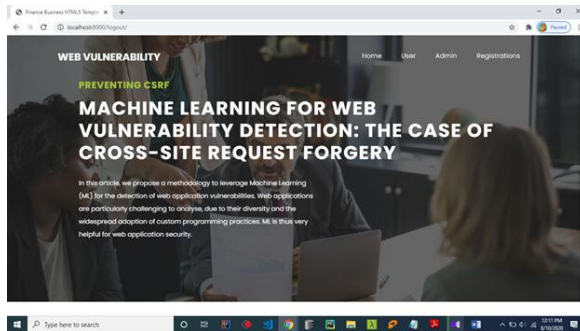 Finance Business HTML5 Templat
localhost:8000/logout/
Paused
WEB VULNERABILITY
Home User Admin Registrations
PREVENTING CSRF
MACHINE LEARNING FOR WEB
VULNERABILITY DETECTION: THE CASE OF
CROSS-SITE REQUEST FORGERY
In this article, we propose a methodology to leverage Machine Learning
(ML) for the detection of web application vulnerabilities. Web applications
are particularly challenging to analyse, due to their diversity and the
widespread adoption of custom programming practices. ML is thus very
helpful for web application security.
Type here to search
12:11 PM